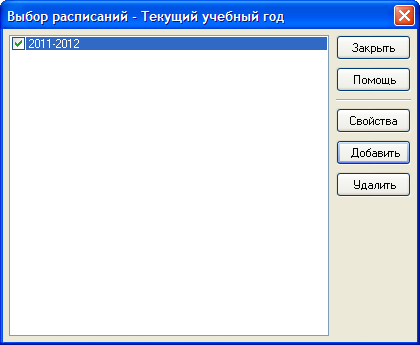 Выбор расписаний - Текущий учебный год
2011-2012
Закрыть
Помощь
Свойства
Добавить
Удалить